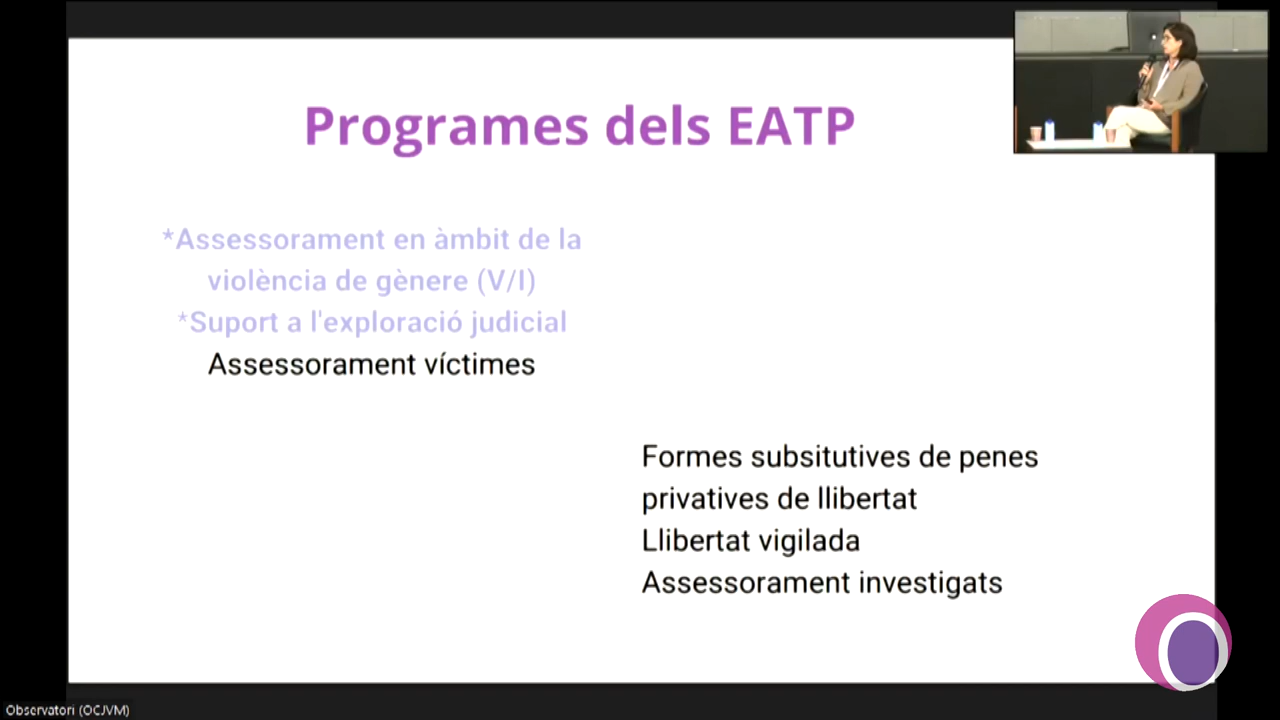 Programes dels EATP
*Assessorament en àmbit de la
violència de gènere (V/I)
*Suport a l'exploració judicial
Assessorament víctimes
Formes subsitutives de penes
privatives de llibertat
Llibertat vigilada
Assessorament investigats
Observatori (OCJVM)